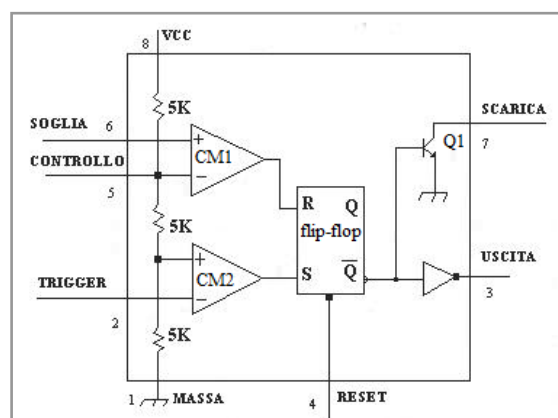 VCC
8
5K
SOGLIA 6
CONTROLLO
5
+
CM1
−
5K
R Q
flip-flop
S Q
+
CM2
−
TRIGGER
2
5K
1 MASSA
4 RESET
SCARICA
Q1 7
USCITA
3